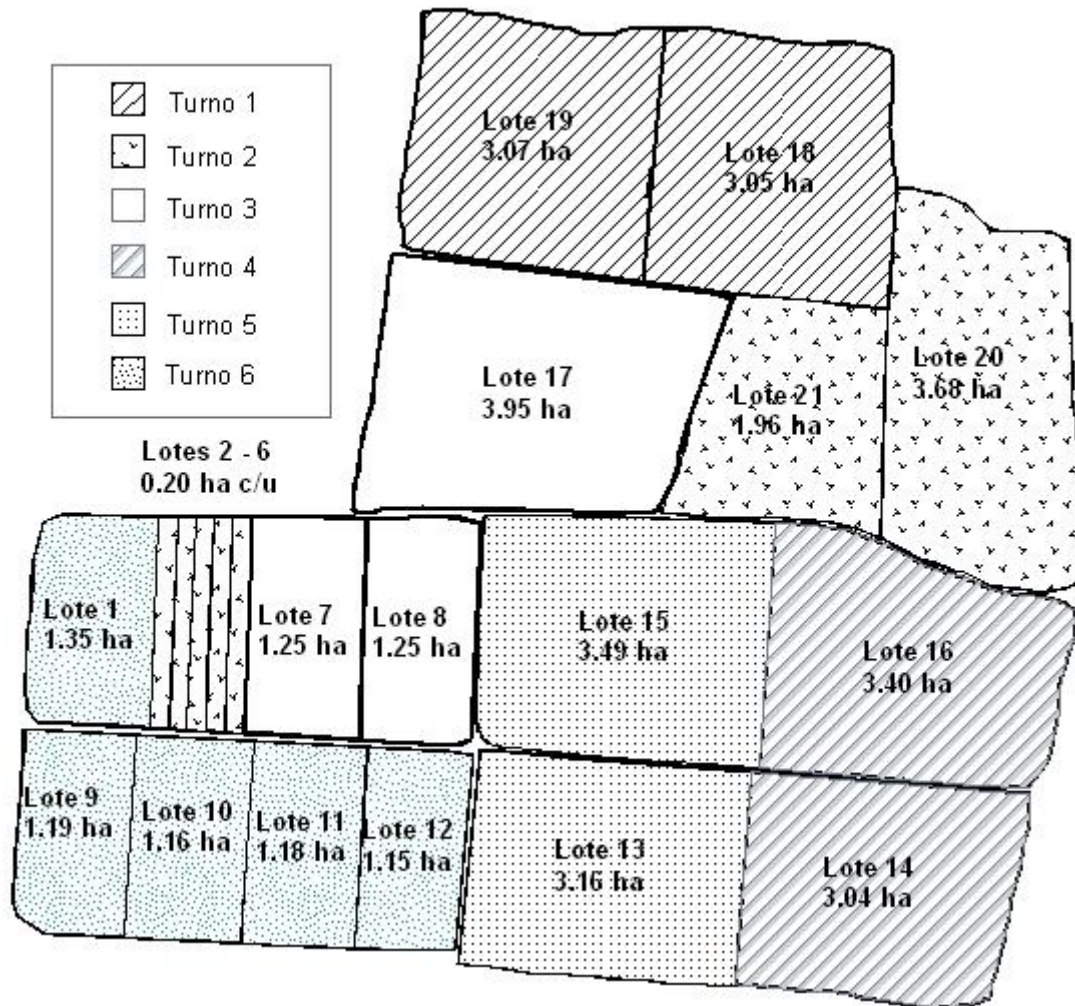 Turno 1
Turno 2
Turno 3
Turno 4
Turno 5
Turno 6
Lote 19
3.07 ha
Lote 18
3.05 ha
Lote 17
3.95 ha
Lote 21
1.96 ha
Lote 20
3.68 ha
Lotes 2 - 6
0.20 ha c/u
Lote 1
1.35 ha
Lote 7
1.25 ha
Lote 8
1.25 ha
Lote 15
3.49 ha
Lote 16
3.40 ha
Lote 9
1.19 ha
Lote 10
1.16 ha
Lote 11
1.18 ha
Lote 12
1.15 ha
Lote 13
3.16 ha
Lote 14
3.04 ha